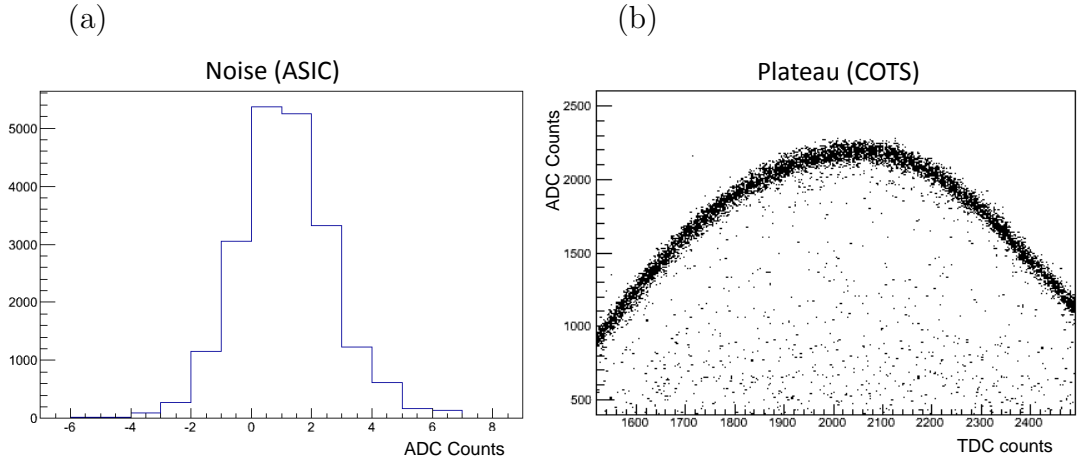 (a)
(b)
Noise (ASIC)
Plateau (COTS)
5000
4000
3000
2000
1000
0
-6 -4 -2 0 2 4 6 8
ADC Counts
ADC Counts
2500
2000
1500
1000
500
1600 1700 1800 1900 2000 2100 2200 2300 2400
TDC counts